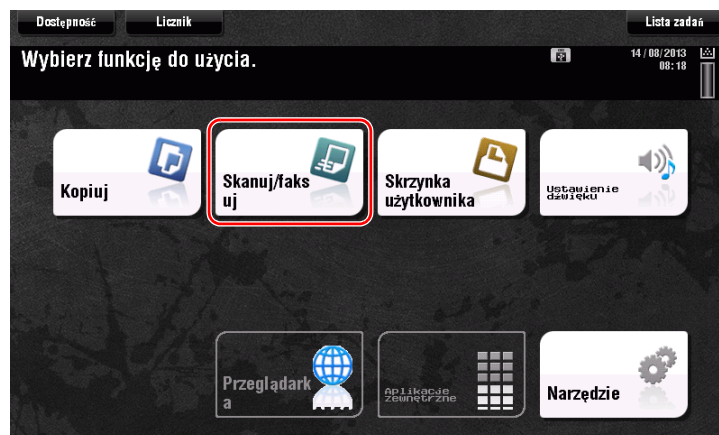 Dostępność Licznik Lista zadań
Wybierz funkcję do użycia.
14/08/2013
08:18
Kopiuj
Skanuj/faks
uj
Skrzynka
użytkownika
Ustawienie
dźwięku
Przeglądark
a
Aplikacje
zewnętrzne
Narzędzie